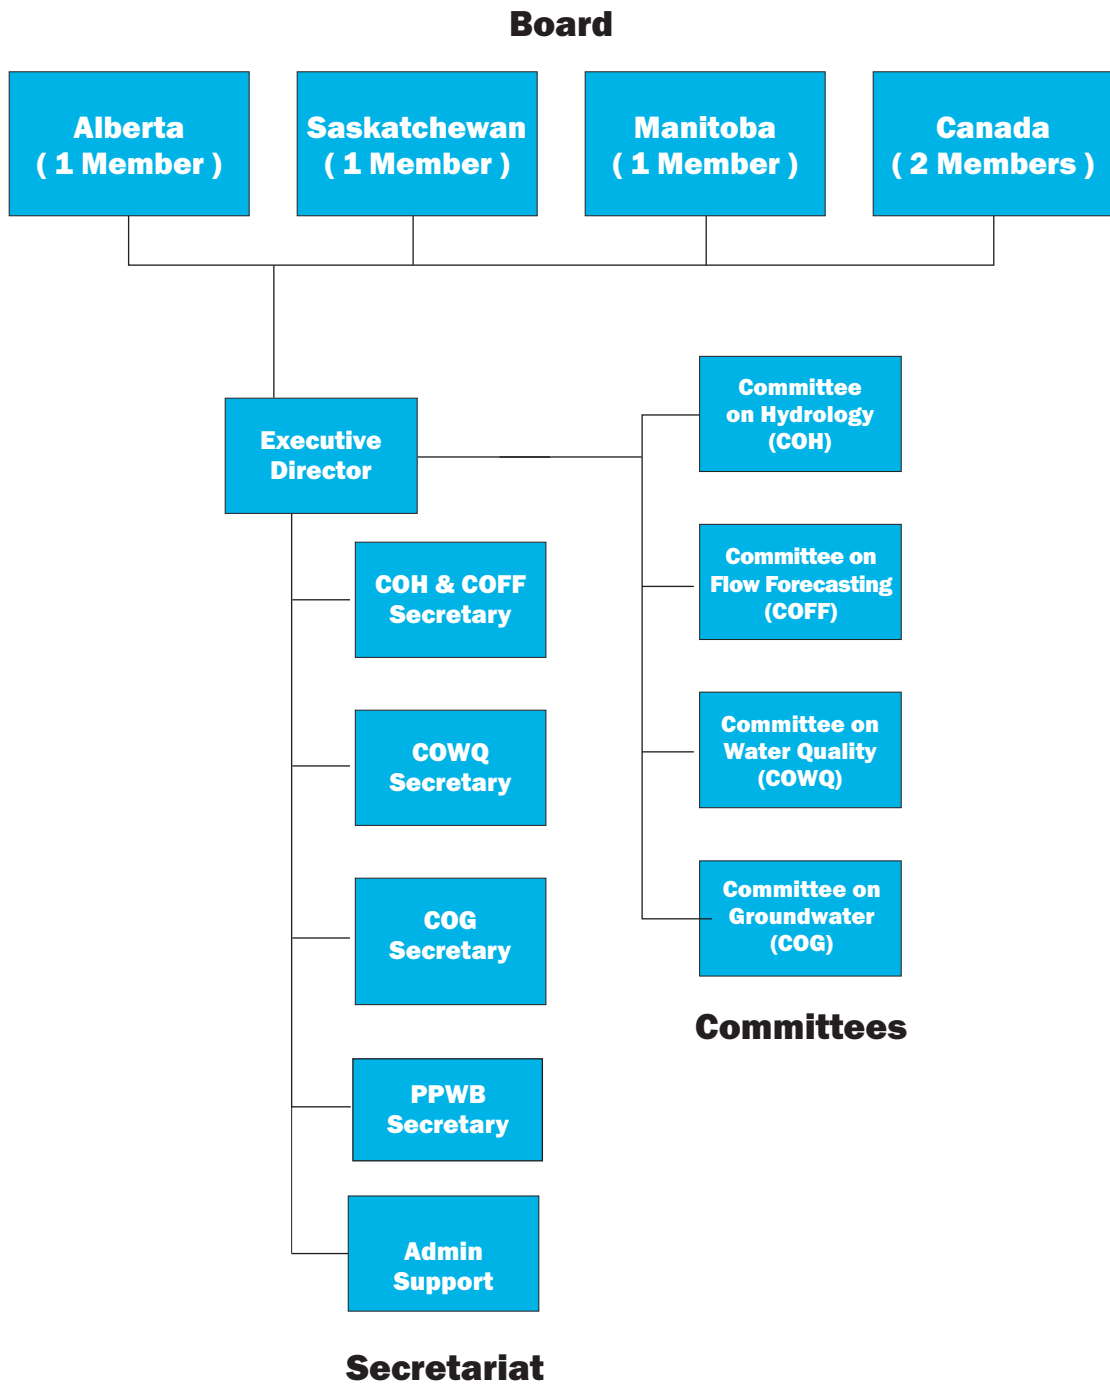 Board
Alberta
( 1 Member )
Saskatchewan
( 1 Member )
Manitoba
( 1 Member )
Canada
( 2 Members )
Executive
Director
COH & COFF
Secretary
COWQ
Secretary
COG
Secretary
PPWB
Secretary
Admin
Support
Secretariat
Committee
on Hydrology
(COH)
Committee on
Flow Forecasting
(COFF)
Committee on
Water Quality
(COWQ)
Committee on
Groundwater
(COG)
Committees